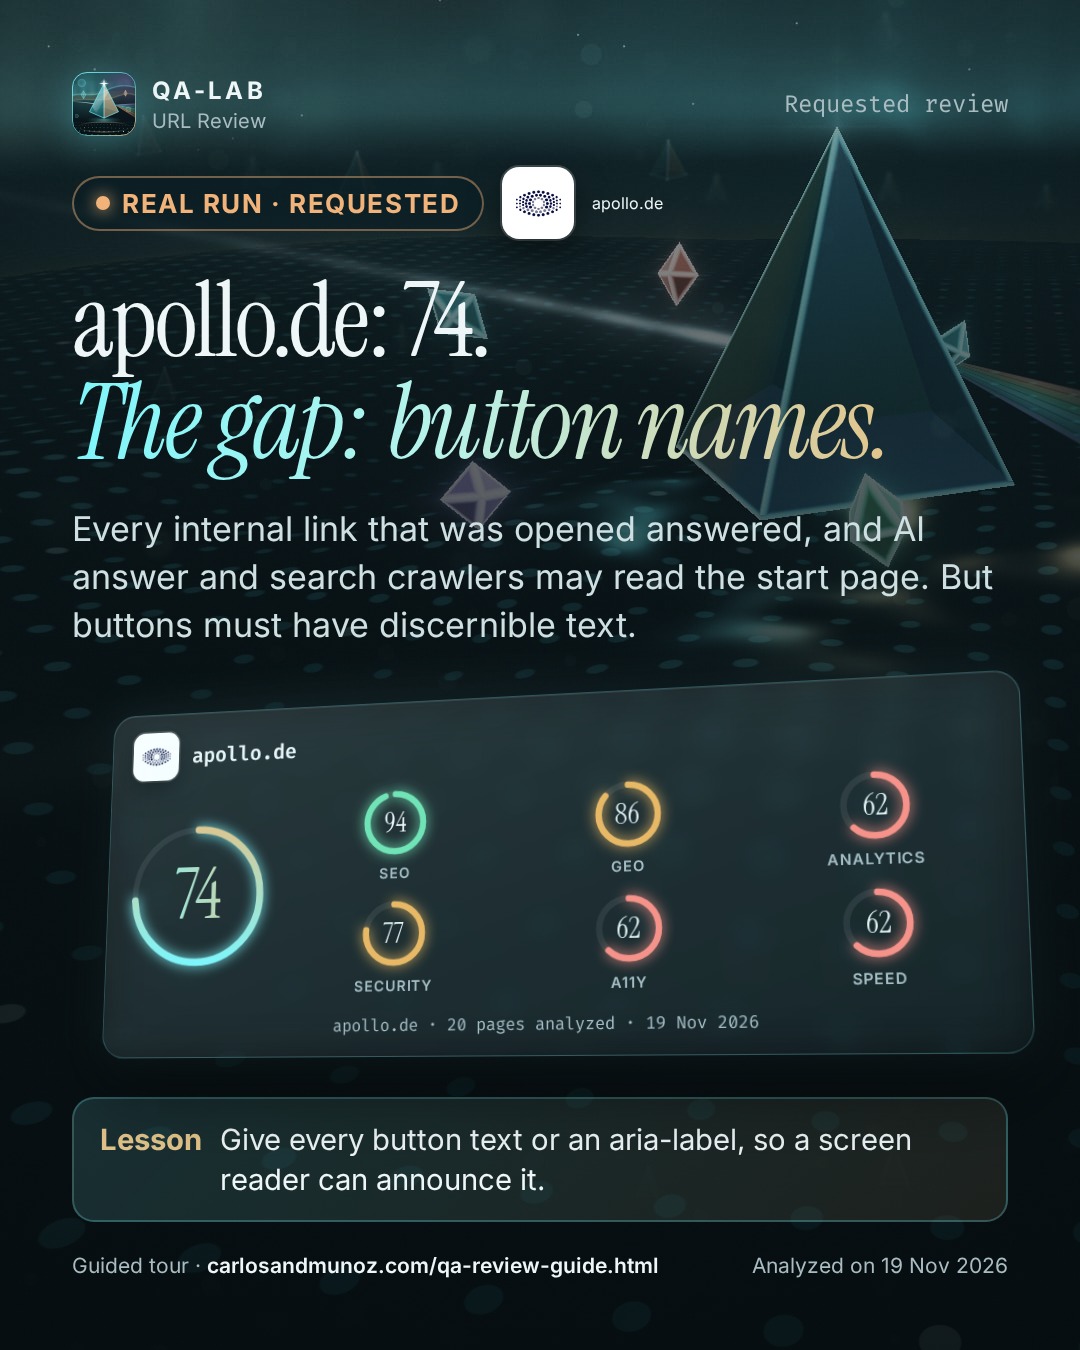 QA-LAB
URL Review
Requested review
REAL RUN · REQUESTED
apollo.de
apollo.de: 74.
The gap: button names.
Every internal link that was opened answered, and AI
answer and search crawlers may read the start page. But
buttons must have discernible text.
apollo.de
74
94
SEO
86
GEO
62
ANALYTICS
77
SECURITY
62
A11Y
62
SPEED
apollo.de · 20 pages analyzed · 19 Nov 2026
Lesson Give every button text or an aria-label, so a screen
reader can announce it.
Guided tour · carlosandmunoz.com/qa-review-guide.html
Analyzed on 19 Nov 2026